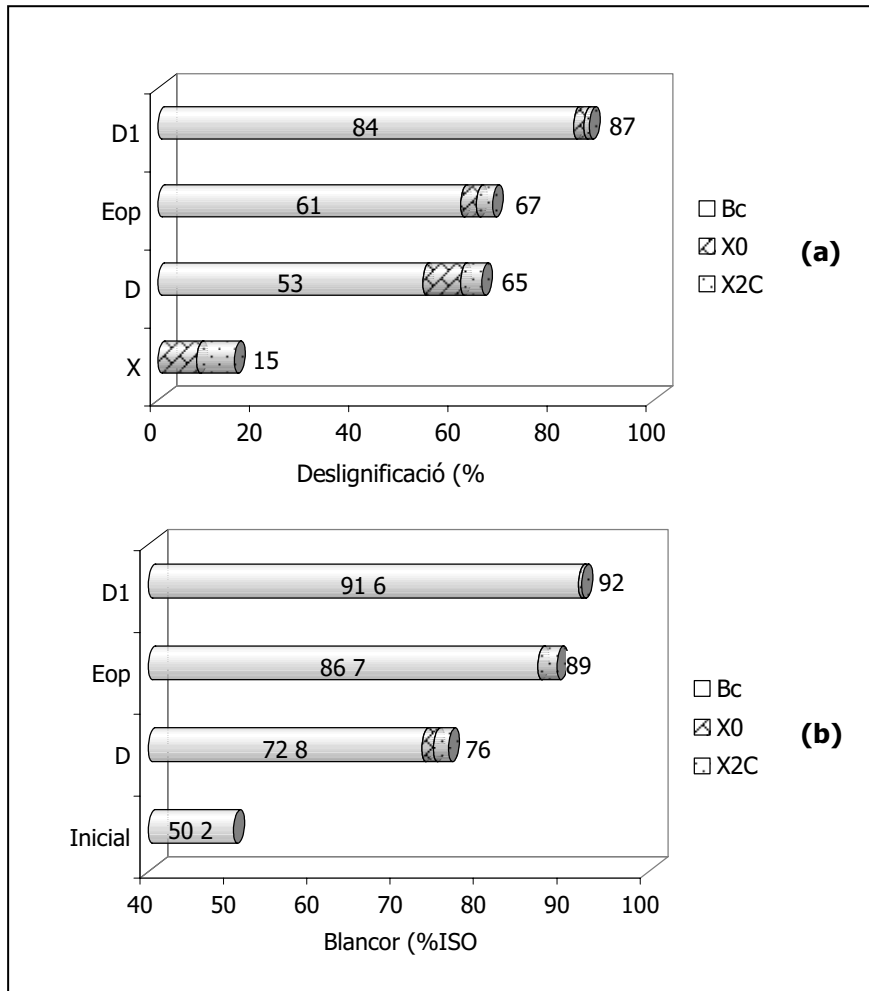 D1
84
87
Eop
61
67
D
53
65
X
15
0 20 40 60 80 100
Deslignificació (%
Bc
X0
X2C
(a)
D1
91 6
92
Eop
86 7
89
D
72 8
76
Inicial
50 2
40 50 60 70 80 90 100
Blancor (%ISO
Bc
X0
X2C
(b)